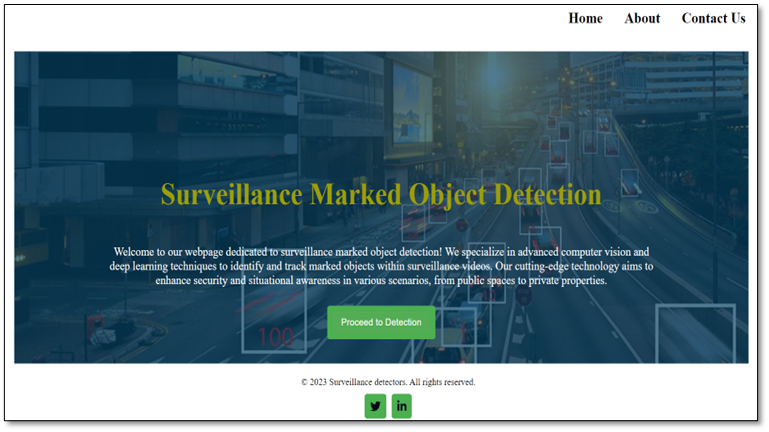 Home About Contact Us
Surveillance Marked Object Detection
Welcome to our webpage dedicated to surveillance marked object detection! We specialize in advanced computer vision and
deep learning techniques to identify and track marked objects within surveillance videos. Our cutting-edge technology aims to
enhance security and situational awareness in various scenarios, from public spaces to private properties.
100
Proceed to Detection
© 2023 Surveillance detectors. All rights reserved.
in